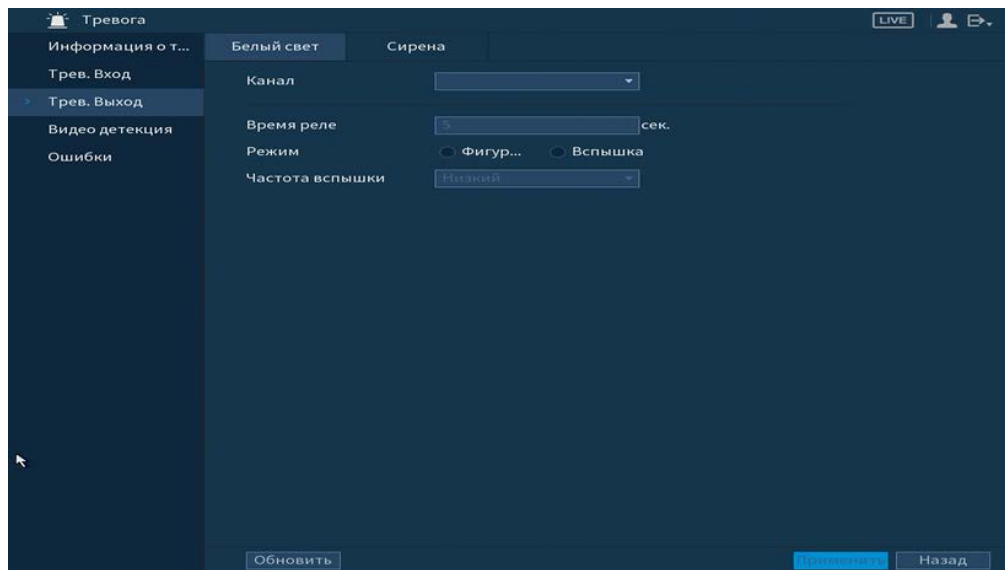 Тревога LIVE
Информация о т... Белый свет Сирена
Трев. Вход Канал
Трев. Выход
Видео детекция Время реле 5 сек.
Ошибки Режим Фигур... Вспышка
Частота вспышки Низкий
Обновить Применить Назад